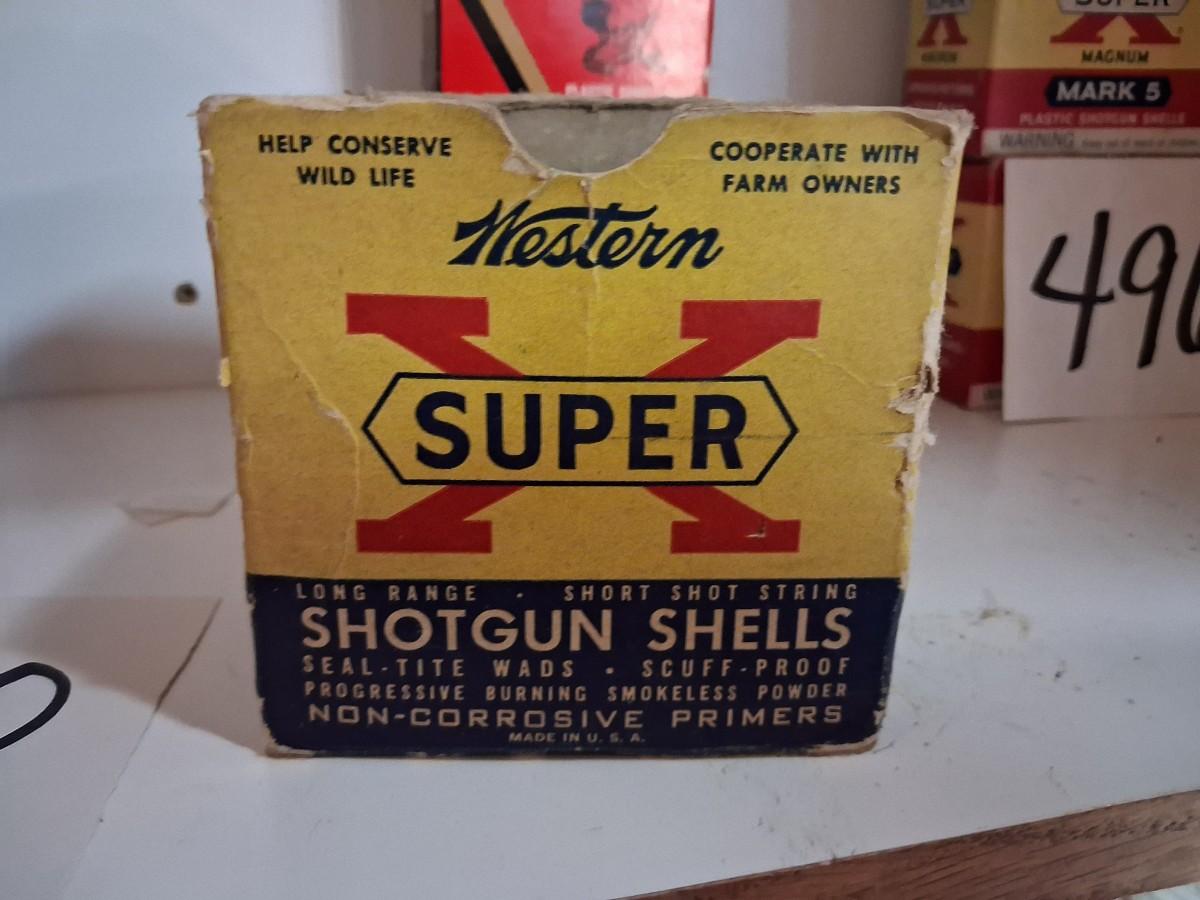 HELP CONSERVE
WILD LIFE
COOPERATE WITH
FARM OWNERS
Western
X
SUPER
LONG RANGE · SHORT SHOT STRING
SHOTGUN SHELLS
SEAL-TITE WADS · SCUFF-PROOF
PROGRESSIVE BURNING SMOKELESS POWDER
NON-CORROSIVE PRIMERS
MADE IN U. S. A.
SUPER
X
SUPER
X
MAGNUM
MARK 5
PLASTIC SHOTGUN SHELLS
WARNING
49